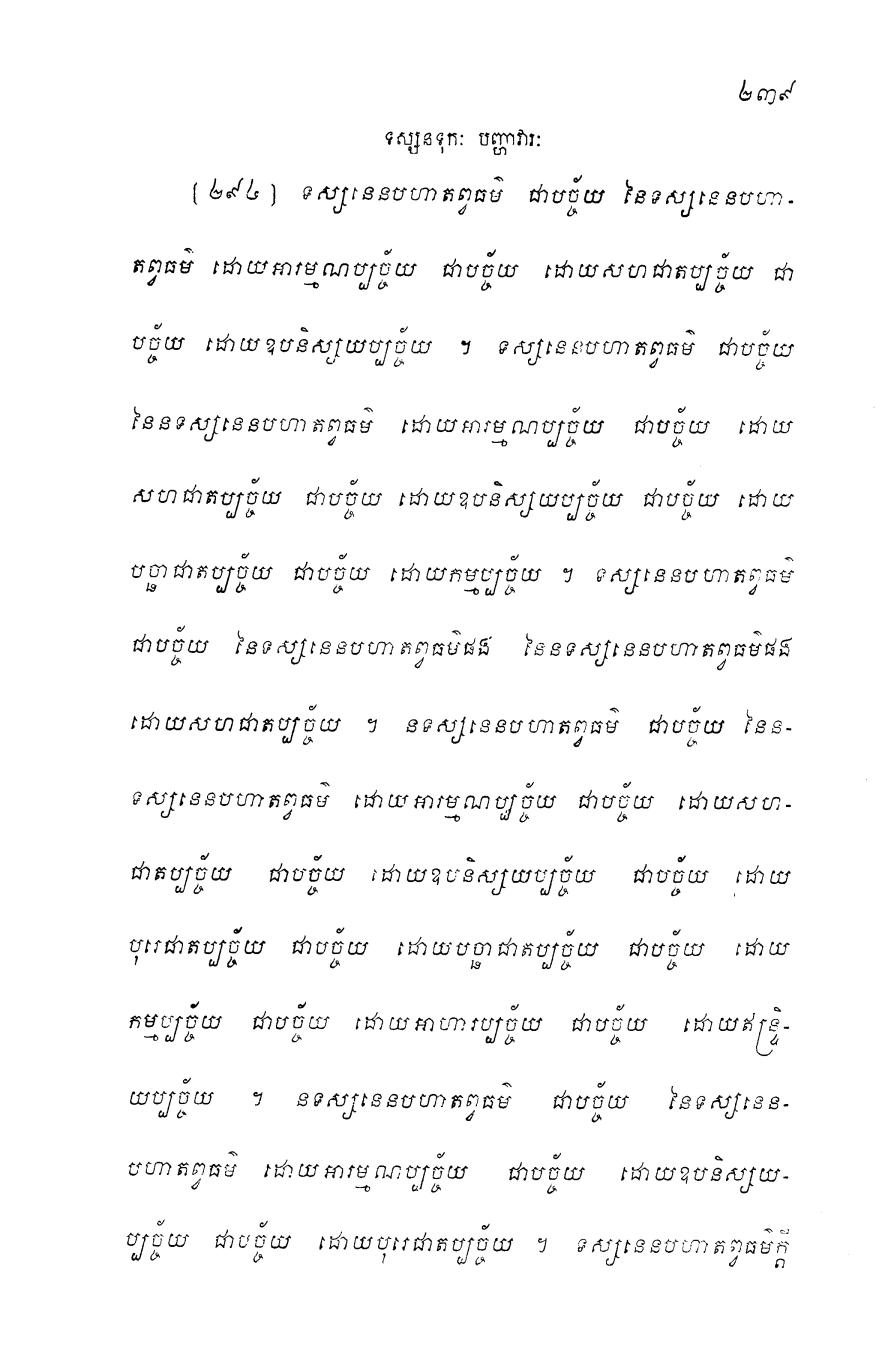 ២៣៩
ទស្សនទុកៈ បញ្ហាវារៈ
[២៩៤] ទស្សនេនបហាតព្វធម៌ ជាបច្ច័យ នៃទស្សនេនបហា-
តព្វធម៌ ដោយអារម្មណប្បច្ច័យ ជាបច្ច័យ ដោយសហជាតប្បច្ច័យ ជា
បច្ច័យ ដោយឧបនិស្សយប្បច្ច័យ ។ ទស្សនេនបហាតព្វធម៌ ជាបច្ច័យ
នៃនទស្សនេនបហាតព្វធម៌ ដោយអារម្មណប្បច្ច័យ ជាបច្ច័យ ដោយ
សហជាតប្បច្ច័យ ជាបច្ច័យ ដោយឧបនិស្សយប្បច្ច័យ ជាបច្ច័យ ដោយ
បច្ឆាជាតប្បច្ច័យ ជាបច្ច័យ ដោយកម្មប្បច្ច័យ ។ ទស្សនេនបហាតព្វធម៌
ជាបច្ច័យ នៃទស្សនេនបហាតព្វធម៌ផង នៃនទស្សនេនបហាតព្វធម៌ផង
ដោយសហជាតប្បច្ច័យ ។ នទស្សនេនបហាតព្វធម៌ ជាបច្ច័យ នៃន-
ទស្សនេនបហាតព្វធម៌ ដោយអារម្មណប្បច្ច័យ ជាបច្ច័យ ដោយសហ-
ជាតប្បច្ច័យ ជាបច្ច័យ ដោយឧបនិស្សយប្បច្ច័យ ជាបច្ច័យ ដោយ
បុរេជាតប្បច្ច័យ ជាបច្ច័យ ដោយបច្ឆាជាតប្បច្ច័យ ជាបច្ច័យ ដោយ
កម្មប្បច្ច័យ ជាបច្ច័យ ដោយអាហារប្បច្ច័យ ជាបច្ច័យ ដោយឥន្ទ្រិ-
យប្បច្ច័យ ។ នទស្សនេនបហាតព្វធម៌ ជាបច្ច័យ នៃទស្សនេន-
បហាតព្វធម៌ ដោយអារម្មណប្បច្ច័យ ជាបច្ច័យ ដោយឧបនិស្សយ-
ប្បច្ច័យ ជាបច្ច័យ ដោយបុរេជាតប្បច្ច័យ ។ ទស្សនេនបហាតព្វធម៌ក្តី